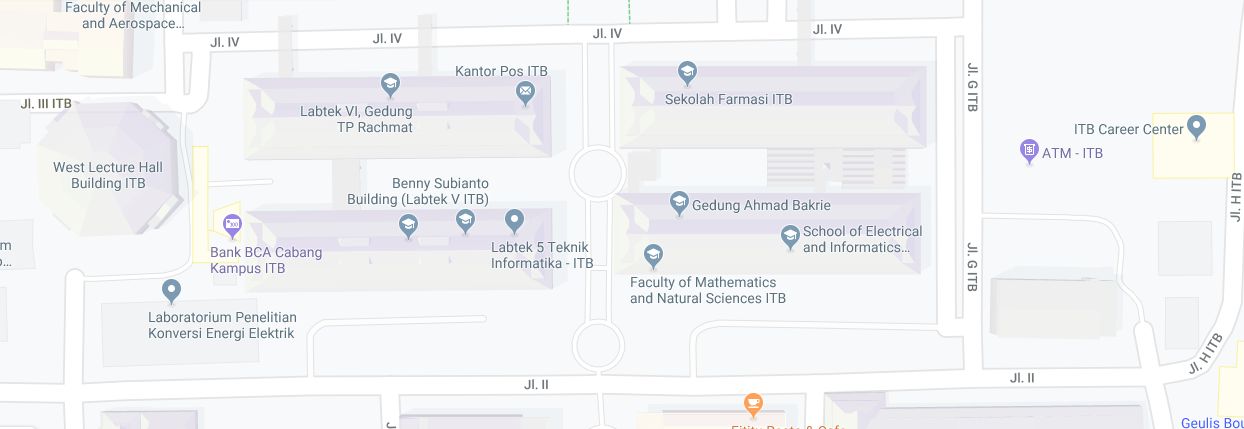 Faculty of Mechanical
and Aerospace...
Jl. IV
Jl. IV
Jl. IV
Jl. IV
Kantor Pos ITB
Labtek VI, Gedung
TP Rachmat
Sekolah Farmasi ITB
Jl. G ITB
Jl. III ITB
ITB Career Center
ATM - ITB
West Lecture Hall
Building ITB
Benny Subianto
Building (Labtek V ITB)
Gedung Ahmad Bakrie
Jl. H ITB
School of Electrical
and Informatics...
Bank BCA Cabang
Kampus ITB
Labtek 5 Teknik
Informatika - ITB
Jl. G ITB
Faculty of Mathematics
and Natural Sciences ITB
Laboratorium Penelitian
Konversi Energi Elektrik
Jl. H ITB
Jl. II
Jl. II
Geulis Bou